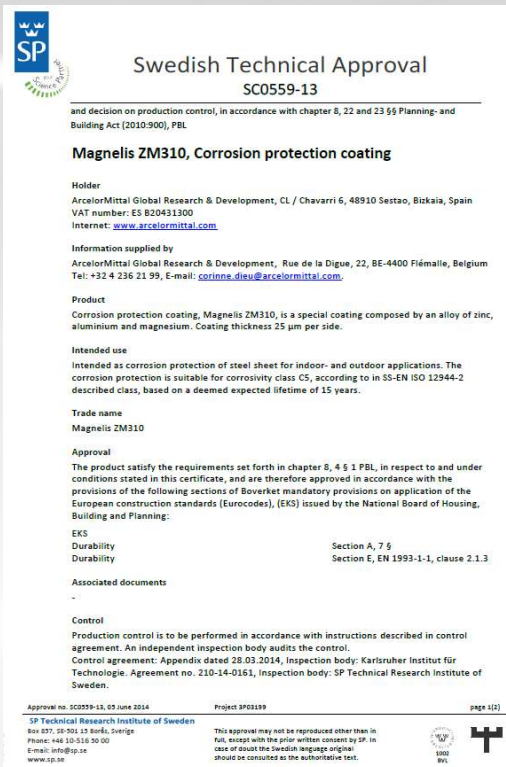 SP
Science Partner
Swedish Technical Approval
SC0559-13
and decision on production control, in accordance with chapter 8, 22 and 23 §§ Planning- and
Building Act (2010:900), PBL
Magnelis ZM310, Corrosion protection coating
Holder
ArcelorMittal Global Research & Development, CL / Chavarri 6, 48910 Sestao, Bizkaia, Spain
VAT number: ES B20431300
Internet: www.arcelormittal.com
Information supplied by
ArcelorMittal Global Research & Development, Rue de la Digue, 22, BE-4400 Flémalle, Belgium
Tel: +32 4 236 21 99, E-mail: corinne.dieu@arcelormittal.com.
Product
Corrosion protection coating, Magnelis ZM310, is a special coating composed by an alloy of zinc,
aluminium and magnesium. Coating thickness 25 µm per side.
Intended use
Intended as corrosion protection of steel sheet for indoor- and outdoor applications. The
corrosion protection is suitable for corrosivity class C5, according to in SS-EN ISO 12944-2
described class, based on a deemed expected lifetime of 15 years.
Trade name
Magnelis ZM310
Approval
The product satisfy the requirements set forth in chapter 8, 4 § 1 PBL, in respect to and under
conditions stated in this certificate, and are therefore approved in accordance with the
provisions of the following sections of Boverket mandatory provisions on application of the
European construction standards (Eurocodes), (EKS) issued by the National Board of Housing,
Building and Planning:
EKS
Durability Section A, 7 §
Durability Section E, EN 1993-1-1, clause 2.1.3
Associated documents
-
Control
Production control is to be performed in accordance with instructions described in control
agreement. An independent inspection body audits the control.
Control agreement: Appendix dated 28.03.2014, Inspection body: Karlsruher Institut für
Technologie. Agreement no. 210-14-0161, Inspection body: SP Technical Research Institute of
Sweden.
Approval no. SC0559-13, 05 June 2014 Project 3P03199 page 1(2)
SP Technical Research Institute of Sweden
Box 857, SE-501 15 Borås, Sverige
Phone: +46 10-516 50 00
E-mail: info@sp.se
www.sp.se
This approval may not be reproduced other than in
full, except with the prior written consent by SP. In
case of doubt the Swedish language original
should be consulted as the authoritative text.
1002
BVL